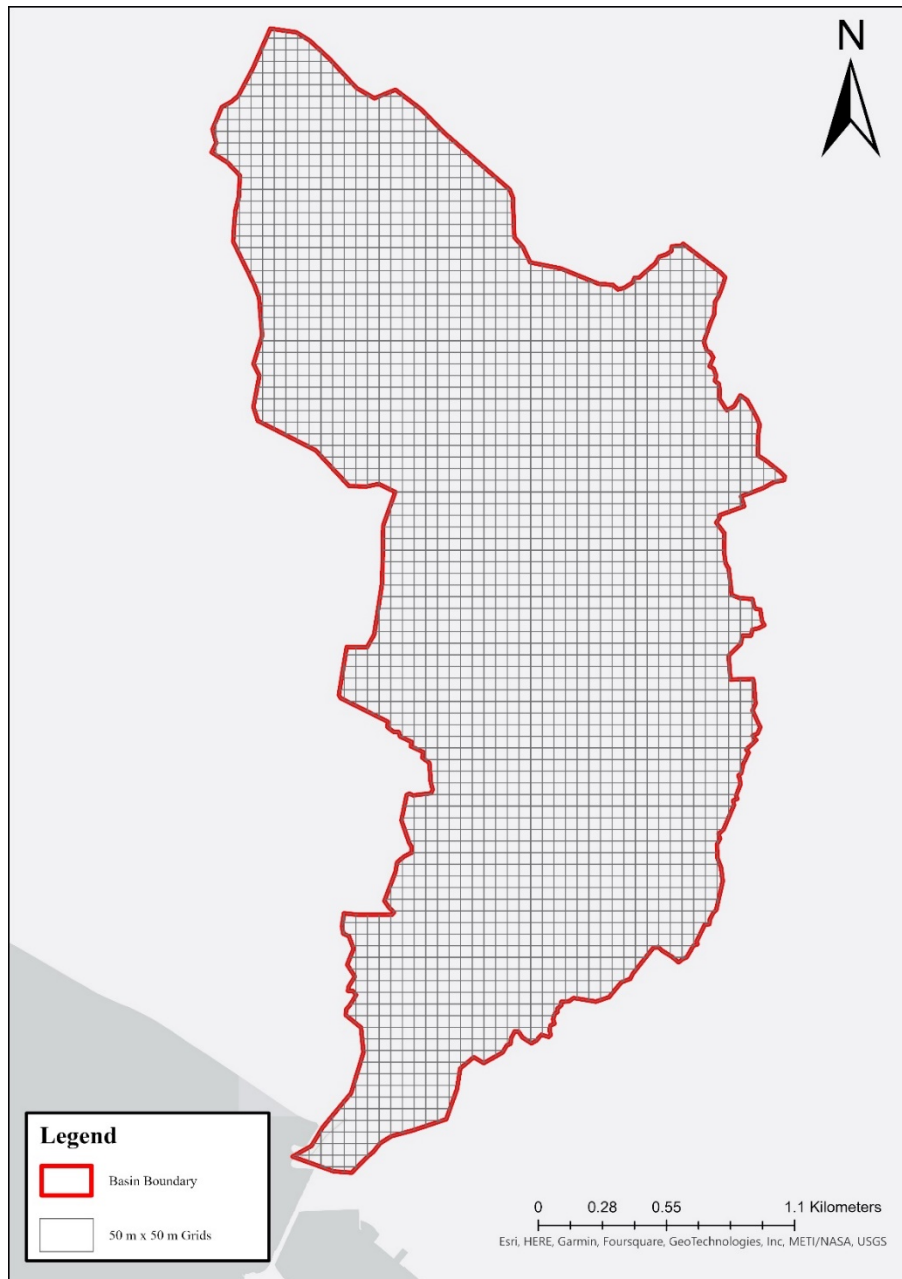 N
Legend
Basin Boundary
50 m x 50 m Grids
0 0.28 0.55 1.1 Kilometers
Esri, HERE, Garmin, Foursquare, GeoTechnologies, Inc, METI/NASA, USGS